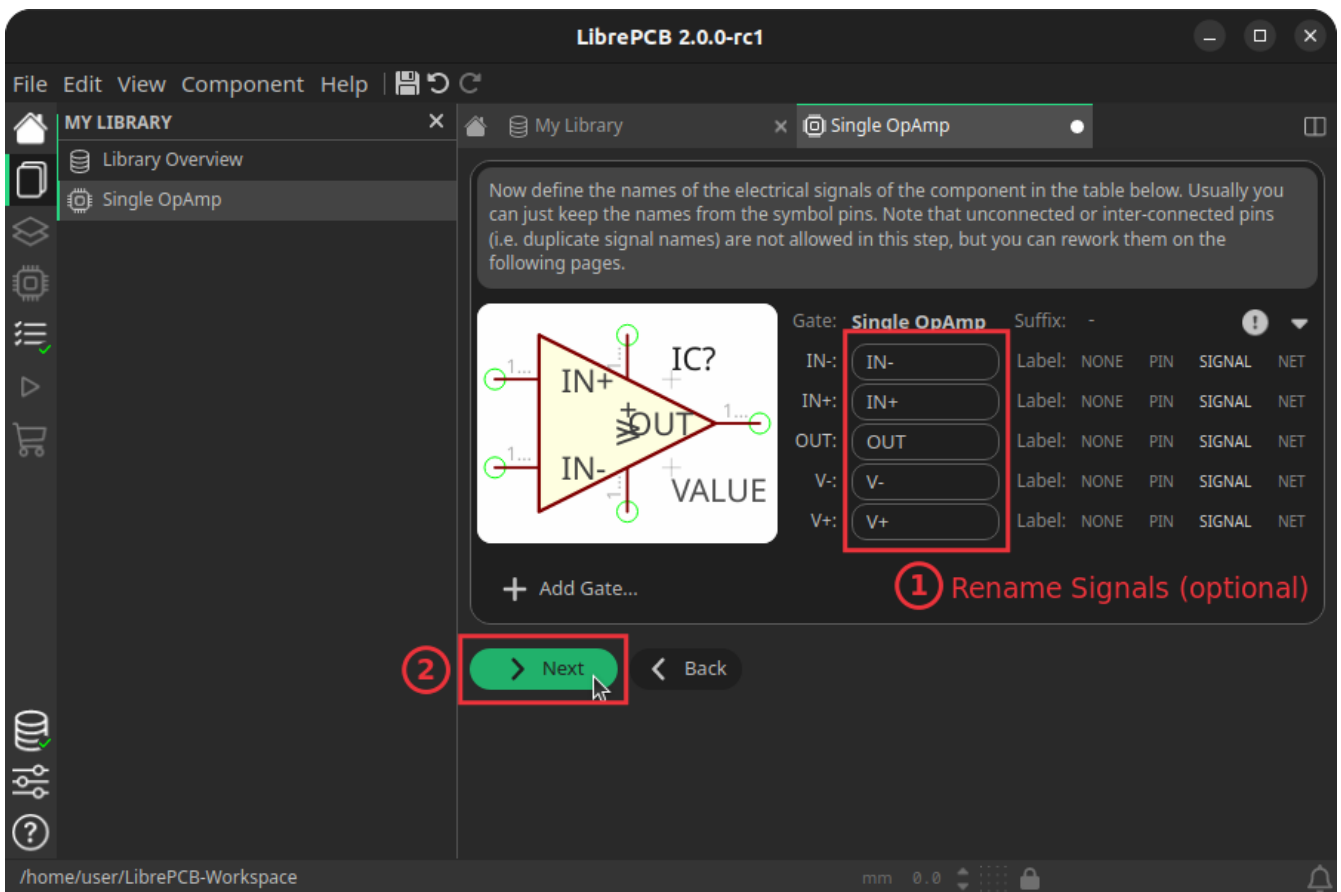 LibrePCB 2.0.0-rc1
File Edit View Component Help
MY LIBRARY
My Library
Single OpAmp
Library Overview
Single OpAmp
Now define the names of the electrical signals of the component in the table below. Usually you
can just keep the names from the symbol pins. Note that unconnected or inter-connected pins
(i.e. duplicate signal names) are not allowed in this step, but you can rework them on the
following pages.
1...
IN+
IC?
V+
OUT
1...
1...
IN-
VALUE
1...
1...
Gate: Single OpAmp Suffix: -
IN-: IN- Label: NONE PIN SIGNAL NET
IN+: IN+ Label: NONE PIN SIGNAL NET
OUT: OUT Label: NONE PIN SIGNAL NET
V-: V- Label: NONE PIN SIGNAL NET
V+: V+ Label: NONE PIN SIGNAL NET
Add Gate...
1 Rename Signals (optional)
2
Next
Back
/home/user/LibrePCB-Workspace
mm 0.0